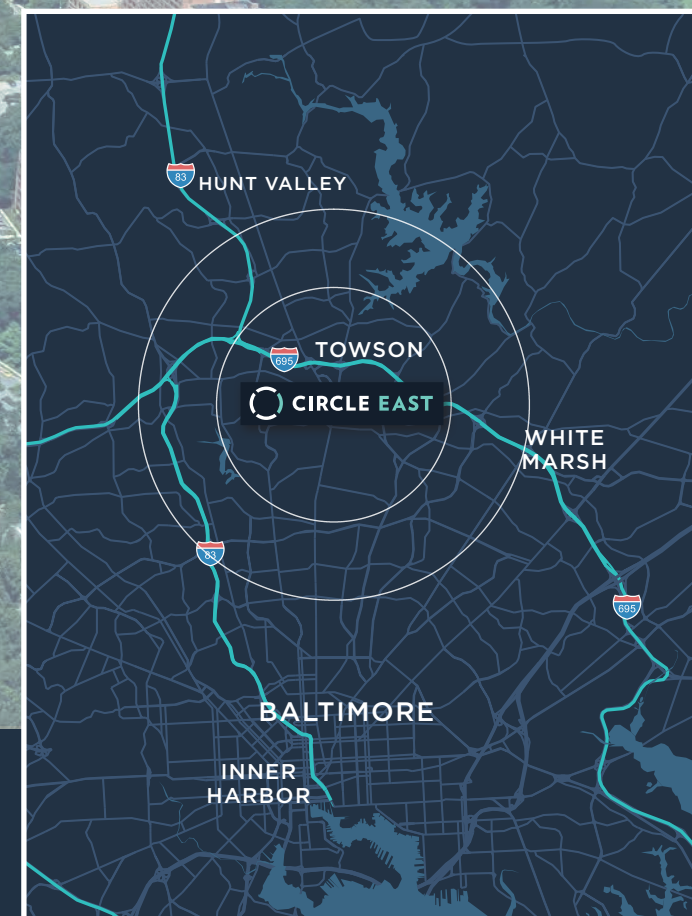 83
HUNT VALLEY
TOWSON
695
CIRCLE EAST
WHITE
MARSH
83
695
BALTIMORE
INNER
HARBOR